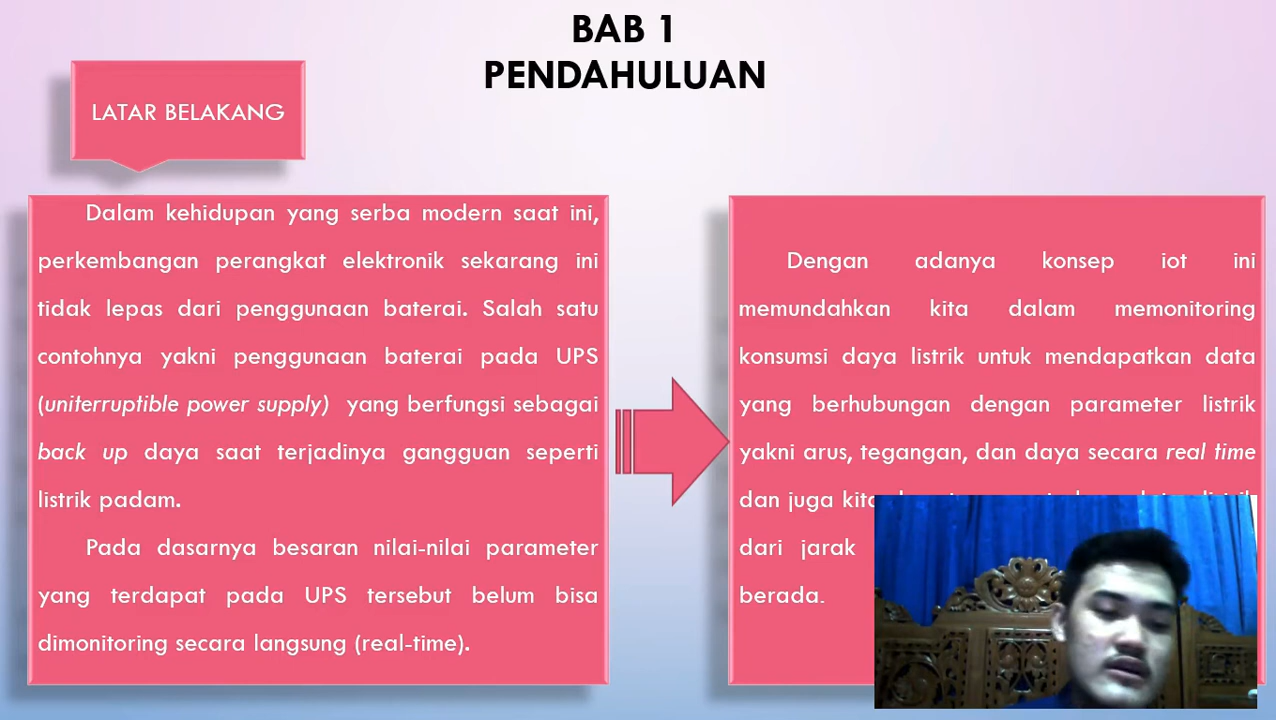 BAB 1
PENDAHULUAN
LATAR BELAKANG
Dalam kehidupan yang serba modern saat ini,
perkembangan perangkat elektronik sekarang ini
tidak lepas dari penggunaan baterai. Salah satu
contohnya yakni penggunaan baterai pada UPS
(uniterruptible power supply) yang berfungsi sebagai
back up daya saat terjadinya gangguan seperti
listrik padam.
Pada dasarnya besaran nilai-nilai parameter
yang terdapat pada UPS tersebut belum bisa
dimonitoring secara langsung (real-time).
Dengan adanya konsep iot ini
memundahkan kita dalam memonitoring
konsumsi daya listrik untuk mendapatkan data
yang berhubungan dengan parameter listrik
yakni arus, tegangan, dan daya secara real time
dan juga kita
dari jarak
berada.